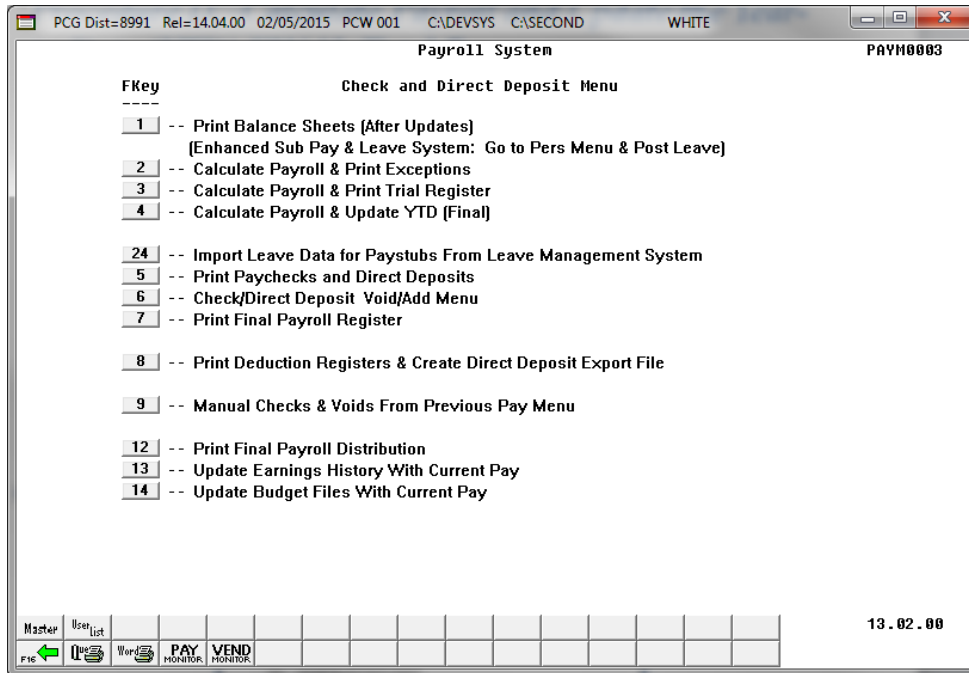 PCG Dist=8991 Rel=14.04.00 02/05/2015 PCW 001 C:\DEVSYS C:\SECOND WHITE
Payroll System PAYM0003
FKey Check and Direct Deposit Menu
----
1 -- Print Balance Sheets (After Updates)
(Enhanced Sub Pay & Leave System: Go to Pers Menu & Post Leave)
2 -- Calculate Payroll & Print Exceptions
3 -- Calculate Payroll & Print Trial Register
4 -- Calculate Payroll & Update YTD (Final)
24 -- Import Leave Data for Paystubs From Leave Management System
5 -- Print Paychecks and Direct Deposits
6 -- Check/Direct Deposit Void/Add Menu
7 -- Print Final Payroll Register
8 -- Print Deduction Registers & Create Direct Deposit Export File
9 -- Manual Checks & Voids From Previous Pay Menu
12 -- Print Final Payroll Distribution
13 -- Update Earnings History With Current Pay
14 -- Update Budget Files With Current Pay
Master User List 13.02.00
F16 Que Word PAY MONITOR VEND MONITOR